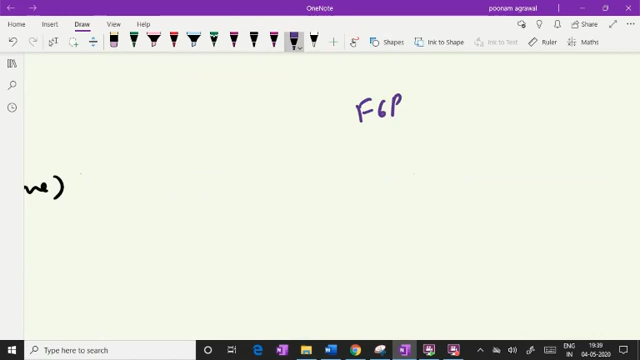 OneNote
poonam agrawal
Home Insert Draw View Help Share
Shapes Ink to Shape Ink to Text Ruler Maths
F6P
ne)
Type here to search
ENG 19:39
IN 04-05-2020